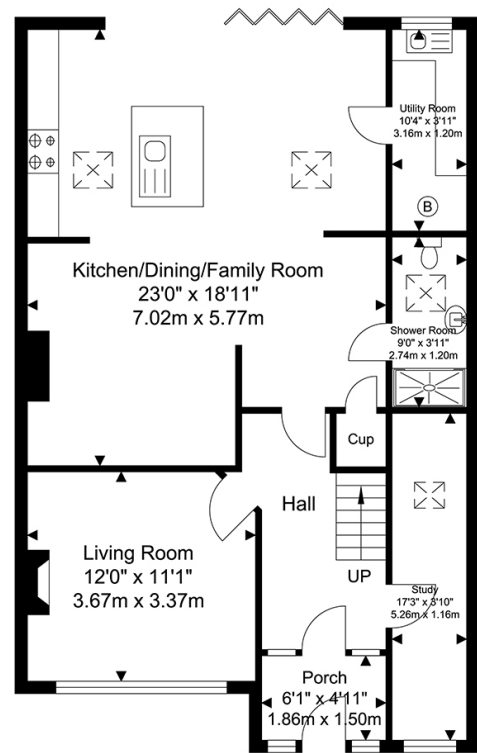 Utility Room
10'4" x 3'11"
3.16m x 1.20m
B
Kitchen/Dining/Family Room
23'0" x 18'11"
7.02m x 5.77m
Shower Room
9'0" x 3'11"
2.74m x 1.20m
Cup
Hall
UP
Living Room
12'0" x 11'1"
3.67m x 3.37m
Study
17'3" x 3'10"
5.26m x 1.16m
Porch
6'1" x 4'11"
1.86m x 1.50m